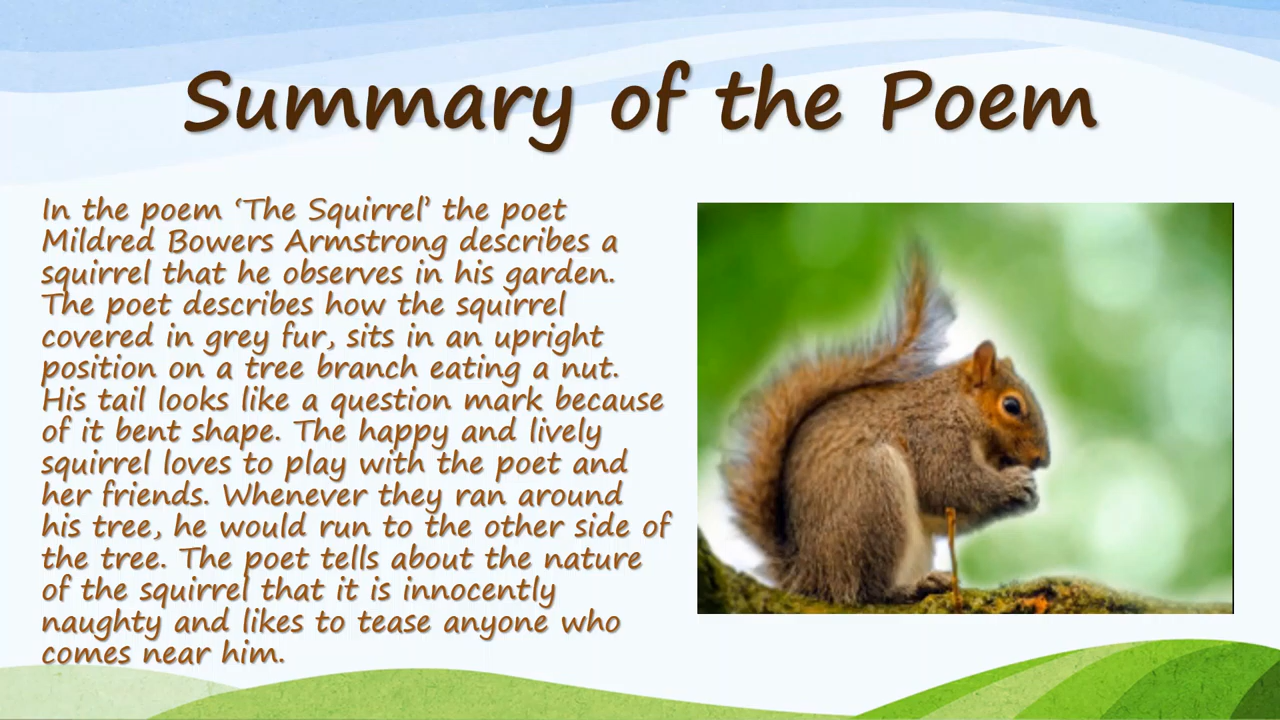 Summary of the Poem
In the poem ‘The Squirrel’ the poet
Mildred Bowers Armstrong describes a
squirrel that he observes in his garden.
The poet describes how the squirrel
covered in grey fur, sits in an upright
position on a tree branch eating a nut.
His tail looks like a question mark because
of it bent shape. The happy and lively
squirrel loves to play with the poet and
her friends. Whenever they ran around
his tree, he would run to the other side of
the tree. The poet tells about the nature
of the squirrel that it is innocently
naughty and likes to tease anyone who
comes near him.